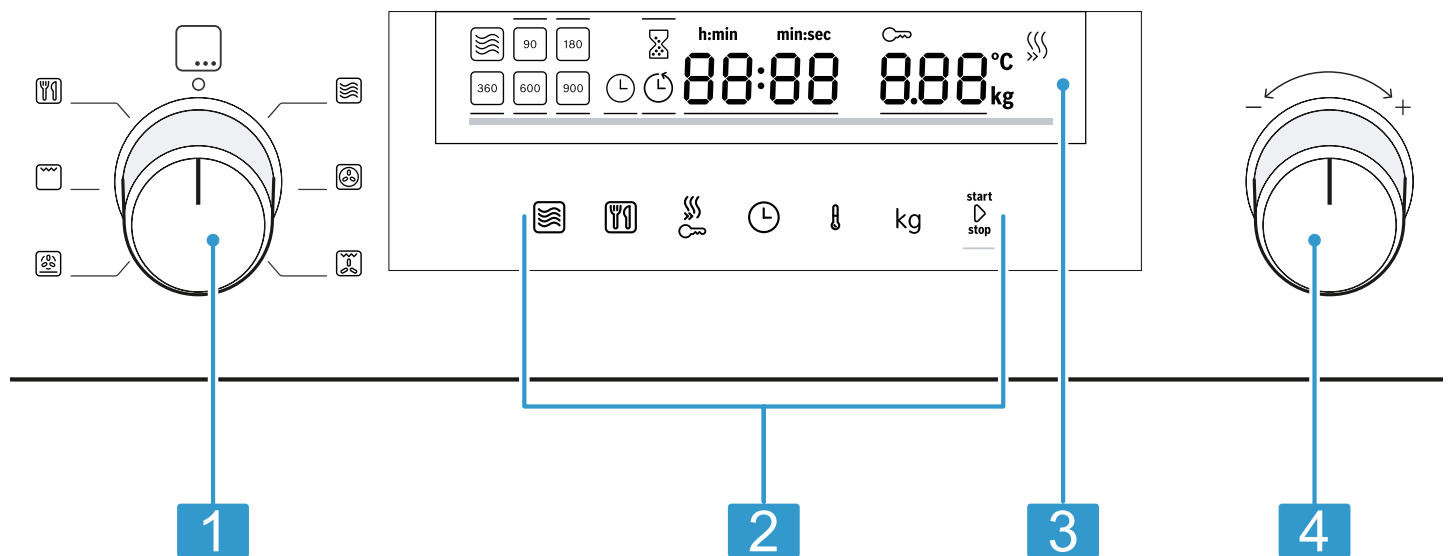 90 180
h:min min:sec
360 600 900
88:88
8.88
°C
kg
− +
kg
start
stop
1 2 3 4